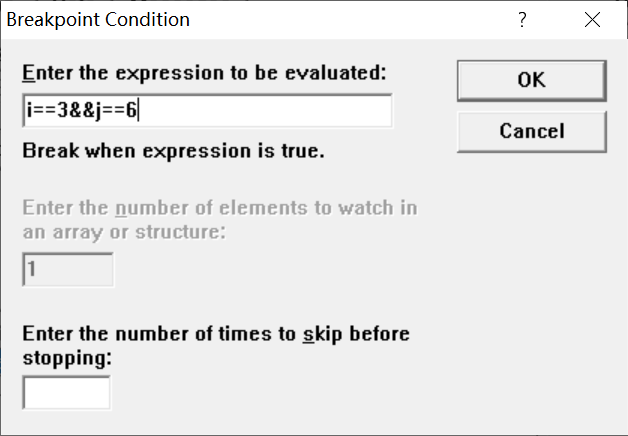 Breakpoint Condition
Enter the expression to be evaluated:
OK
i==3&&j==6
Cancel
Break when expression is true.
Enter the number of elements to watch in
an array or structure:
1
Enter the number of times to skip before
stopping: